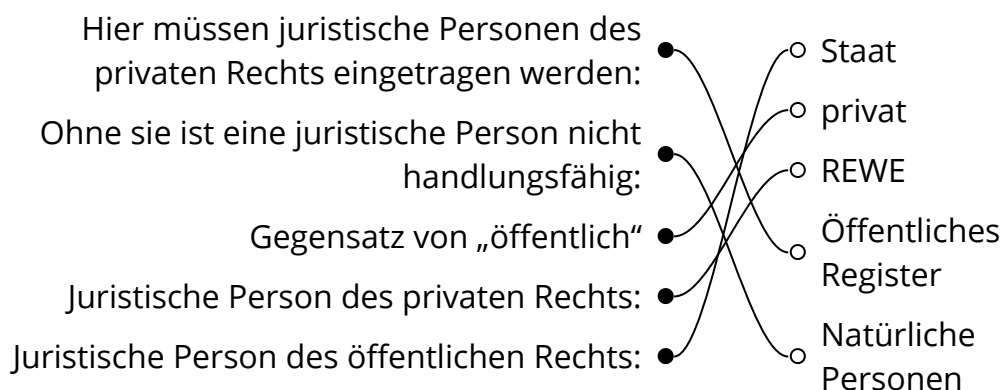 Hier müssen juristische Personen des
privaten Rechts eingetragen werden:
Ohne sie ist eine juristische Person nicht
handlungsfähig:
Gegensatz von „öffentlich“
Juristische Person des privaten Rechts:
Juristische Person des öffentlichen Rechts:
Staat
privat
REWE
Öffentliches
Register
Natürliche
Personen